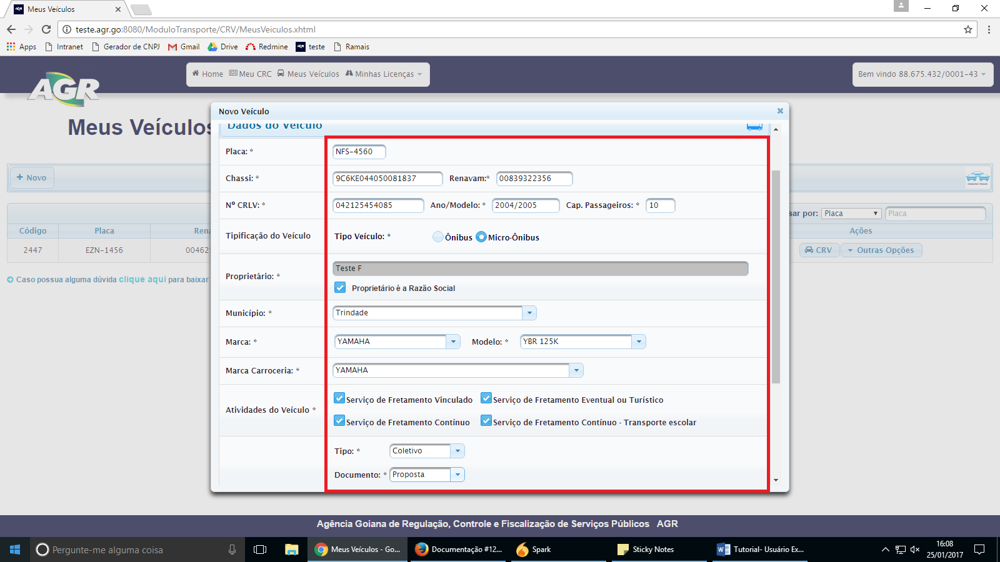 Meus Veículos
teste.agr.go:8080/ModuloTransporte/CRV/MeusVeiculos.xhtml
Apps Intranet Gerador de CNPJ Gmail Drive Redmine teste Ramais
AGR
Home Meu CRC Meus Veículos Minhas Licenças
Bem vindo 88.675.432/0001-43
Meus Veículos
Novo Veículo
Dados do Veículo
Placa: * NFS-4560
Chassi: * 9C6KE044050081837 Renavam:* 00839322356
+ Novo
Nº CRLV: * 042125454085 Ano/Modelo: * 2004/2005 Cap. Passageiros: * 10
sar por: Placa Placa
Código Placa Rena Ações
Tipificação do Veículo Tipo Veículo: * Ônibus Micro-Ônibus
2447 EZN-1456 00462 CRV Outras Opções
Proprietário: * Teste F
Proprietário é a Razão Social
Caso possua alguma dúvida clique aqui para baixar
Município: * Trindade
Marca: * YAMAHA Modelo: * YBR 125K
Marca Carroceria: * YAMAHA
Atividades do Veículo *
Serviço de Fretamento Vinculado Serviço de Fretamento Eventual ou Turístico
Serviço de Fretamento Contínuo Serviço de Fretamento Contínuo - Transporte escolar
Tipo: * Coletivo
Documento: * Proposta
Agência Goiana de Regulação, Controle e Fiscalização de Serviços Públicos AGR
Pergunte-me alguma coisa
Meus Veículos - Go...
Documentação #12...
Spark
Sticky Notes
Tutorial- Usuário Ex...
16:08
25/01/2017